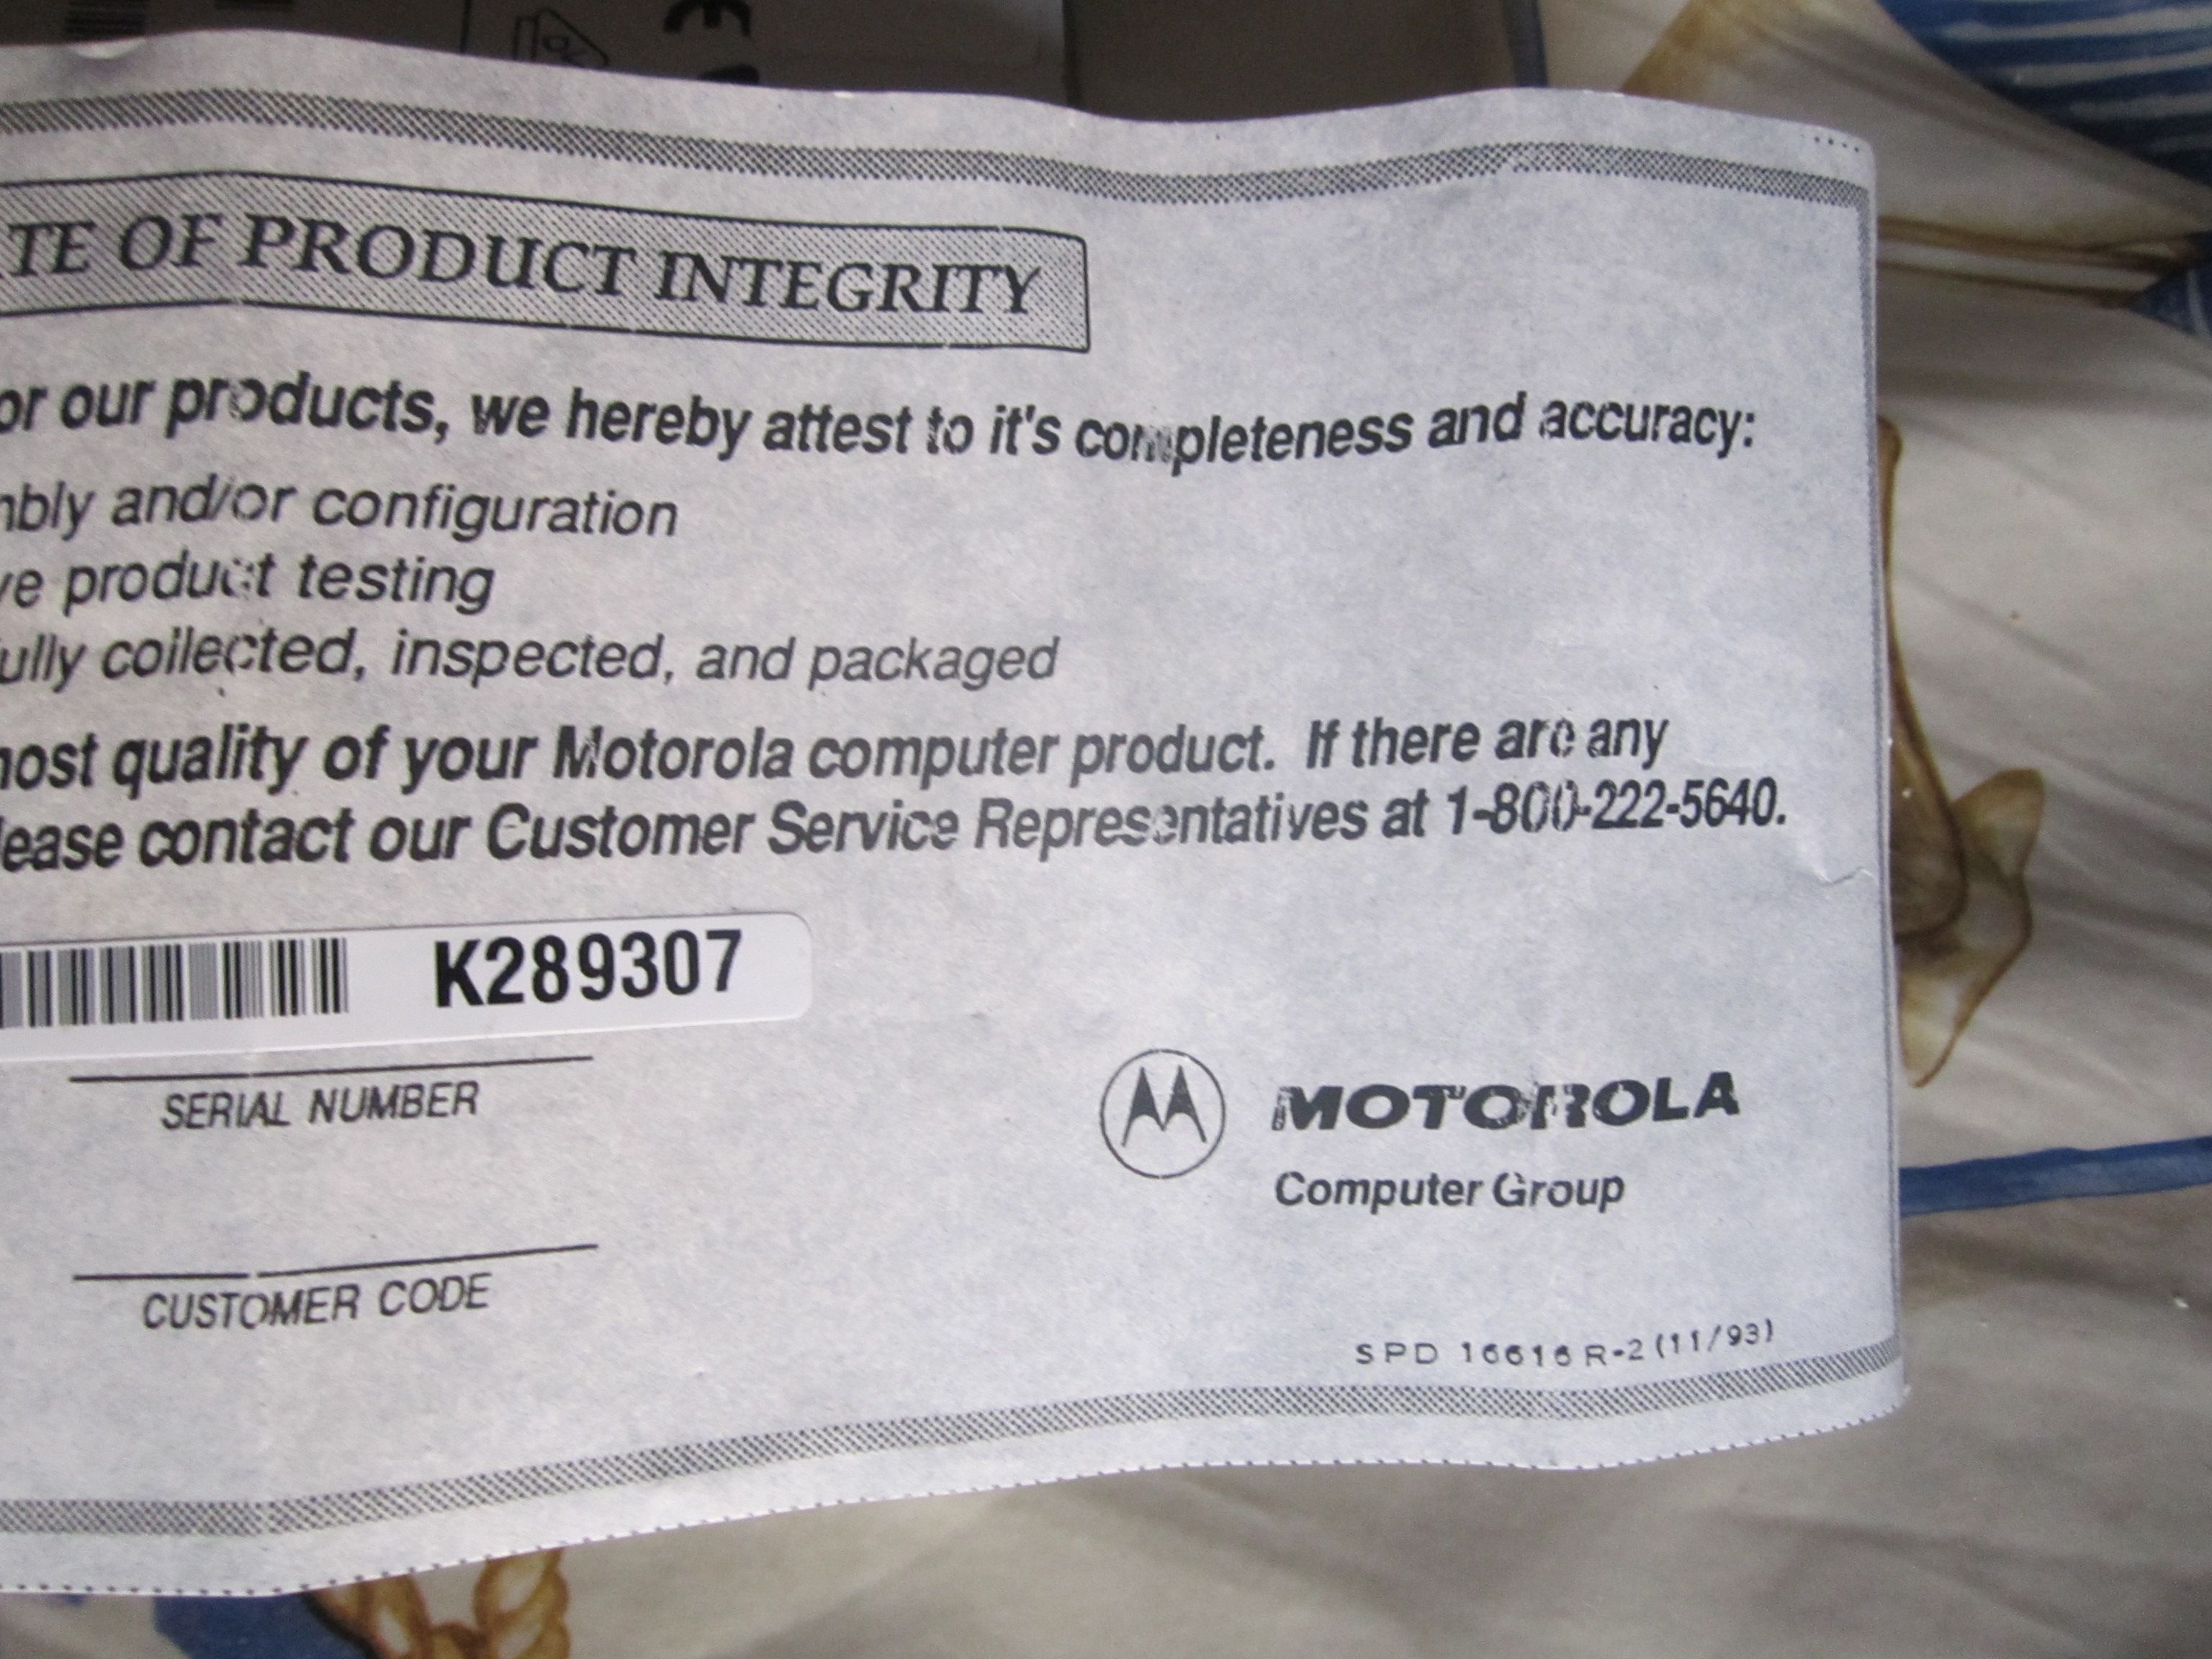 TE OF PRODUCT INTEGRITY
or our products, we hereby attest to it's completeness and accuracy:
bly and/or configuration
ve product testing
ully collected, inspected, and packaged
ost quality of your Motorola computer product. If there are any
lease contact our Customer Service Representatives at 1-800-222-5640.
K289307
SERIAL NUMBER
MOTOROLA
Computer Group
CUSTOMER CODE
SPD 16616 R-2 (11/93)